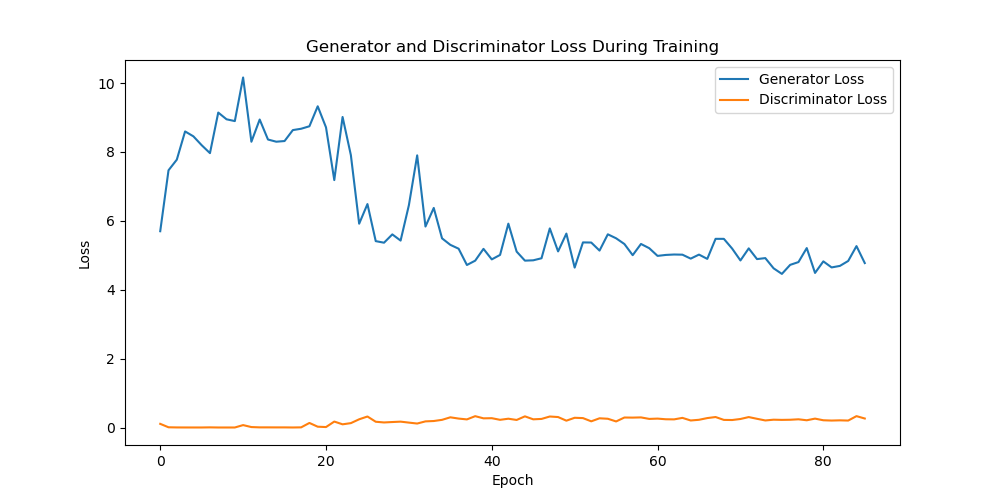 Generator and Discriminator Loss During Training
Generator Loss
Discriminator Loss
10
8
6
4
2
0
Loss
0 20 40 60 80
Epoch